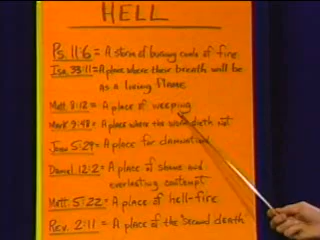 HELL
Ps. 11:6 = A storm of burning coals of fire
Isa. 33:11 = A place where their breath will be
as a living flame
Matt. 8:12 = A place of weeping
Mark 9:48 = A place where the worm dieth not
John 5:29 = A place for damnation
Daniel 12:2 = A place of shame and
everlasting contempt
Matt 5:22 = A place of hell-fire
Rev. 2:11 = A place of the second death